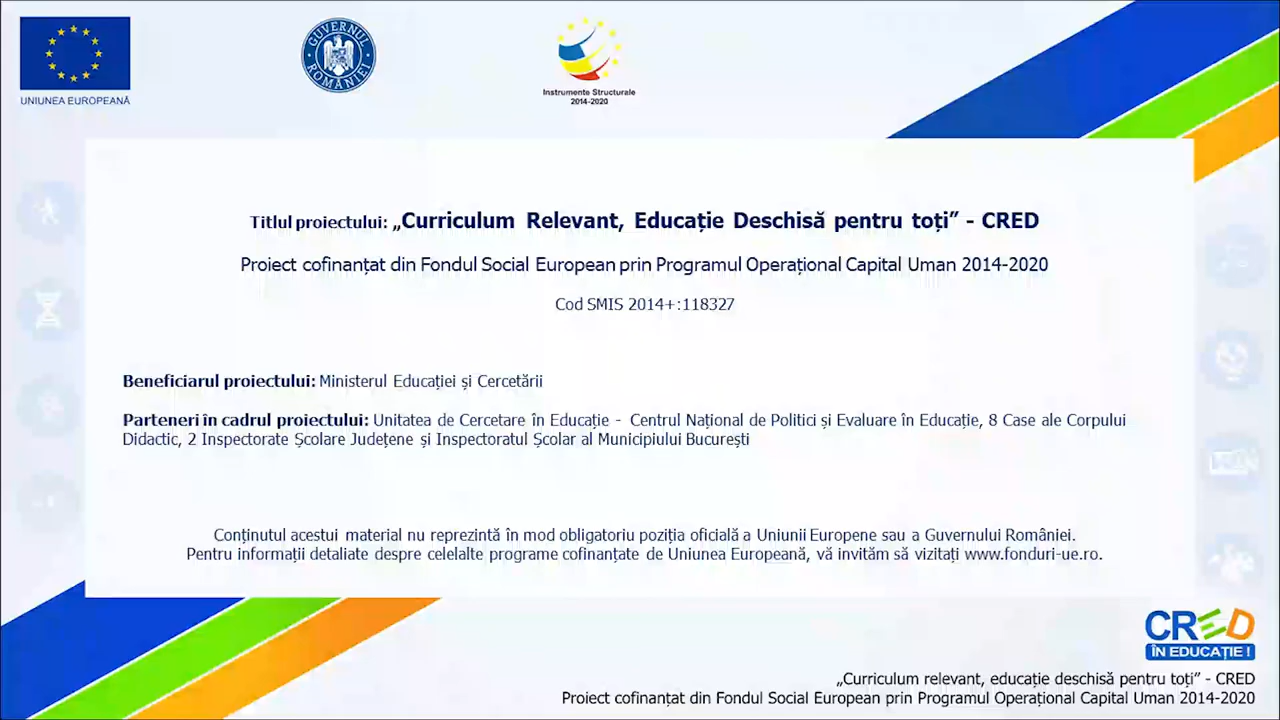 UNIUNEA EUROPEANĂ
GUVERNUL ROMÂNIEI
Instrumente Structurale
2014-2020
Titlul proiectului: „Curriculum Relevant, Educație Deschisă pentru toți” - CRED
Proiect cofinanțat din Fondul Social European prin Programul Operațional Capital Uman 2014-2020
Cod SMIS 2014+:118327
Beneficiarul proiectului: Ministerul Educației și Cercetării
Parteneri în cadrul proiectului: Unitatea de Cercetare în Educație - Centrul Național de Politici și Evaluare în Educație, 8 Case ale Corpului
Didactic, 2 Inspectorate Școlare Județene și Inspectoratul Școlar al Municipiului București
Conținutul acestui material nu reprezintă în mod obligatoriu poziția oficială a Uniunii Europene sau a Guvernului României.
Pentru informații detaliate despre celelalte programe cofinanțate de Uniunea Europeană, vă invităm să vizitați www.fonduri-ue.ro.
CRED
ÎN EDUCAȚIE !
„Curriculum relevant, educație deschisă pentru toți” - CRED
Proiect cofinanțat din Fondul Social European prin Programul Operațional Capital Uman 2014-2020